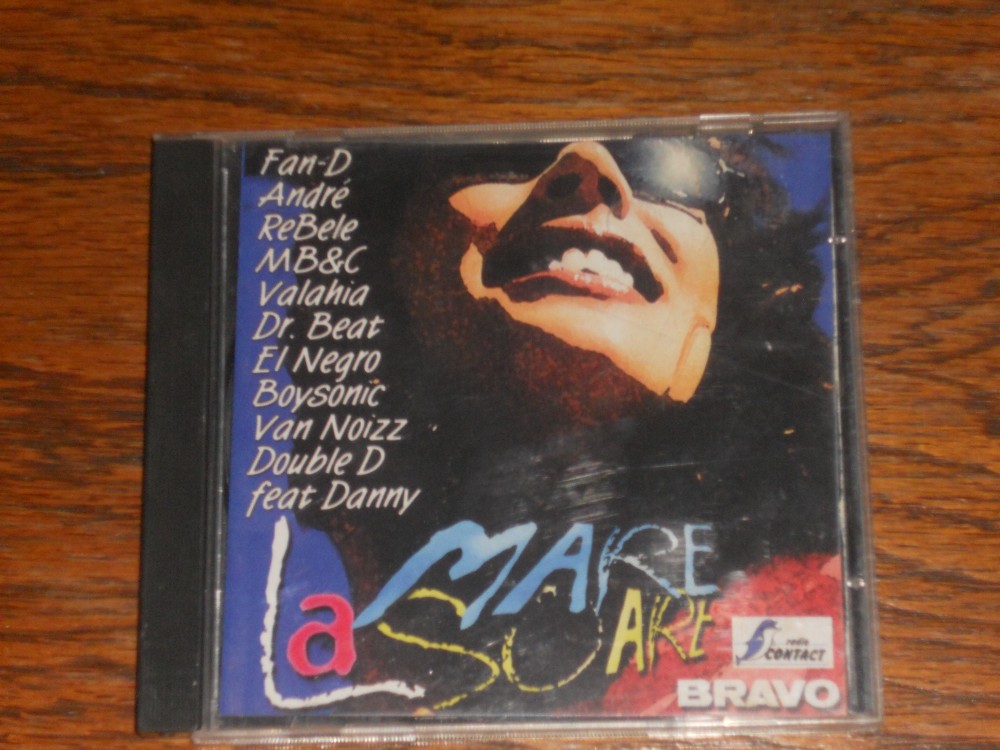 Fan-D
André
ReBele
MB&C
Valahia
Dr. Beat
El Negro
Boysonic
Van Noizz
Double D
feat Danny
La MARE
SOARE
radio
CONTACT
BRAVO